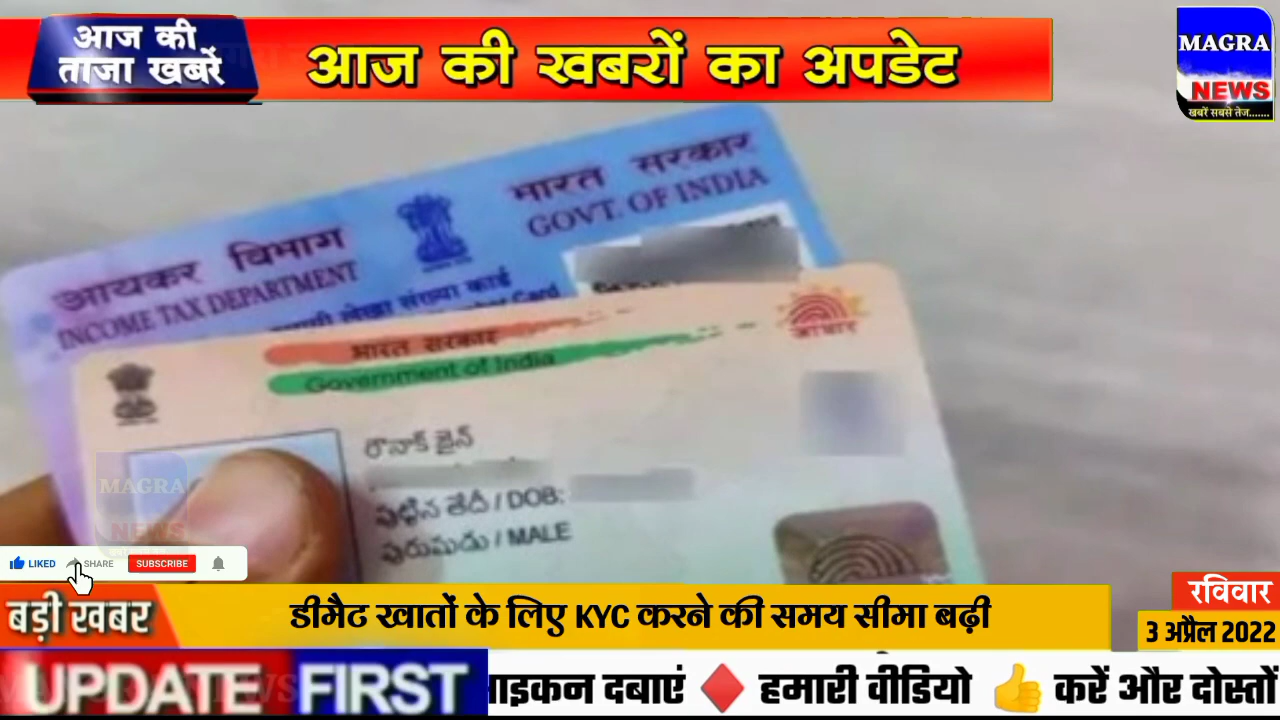 आज की
ताजा खबरें
आज की खबरों का अपडेट
MAGRA
NEWS
खबरें सबसे तेज.......
भारत सरकार
GOVT. OF INDIA
आयकर विभाग
INCOME TAX DEPARTMENT
लेखा संख्या कार्ड
Card
भारत सरकार
Government of India
आधार
రౌనాక్ జైన్
పుట్టిన తేదీ / DOB:
పురుషుడు / MALE
MAGRA
NEWS
LIKED
SHARE
SUBSCRIBE
बड़ी खबर
डीमैट खातों के लिए KYC करने की समय सीमा बढ़ी
रविवार
3 अप्रैल 2022
UPDATE FIRST
दबाएं ♦ हमारी वीडियो 👍 करें और दोस्तों